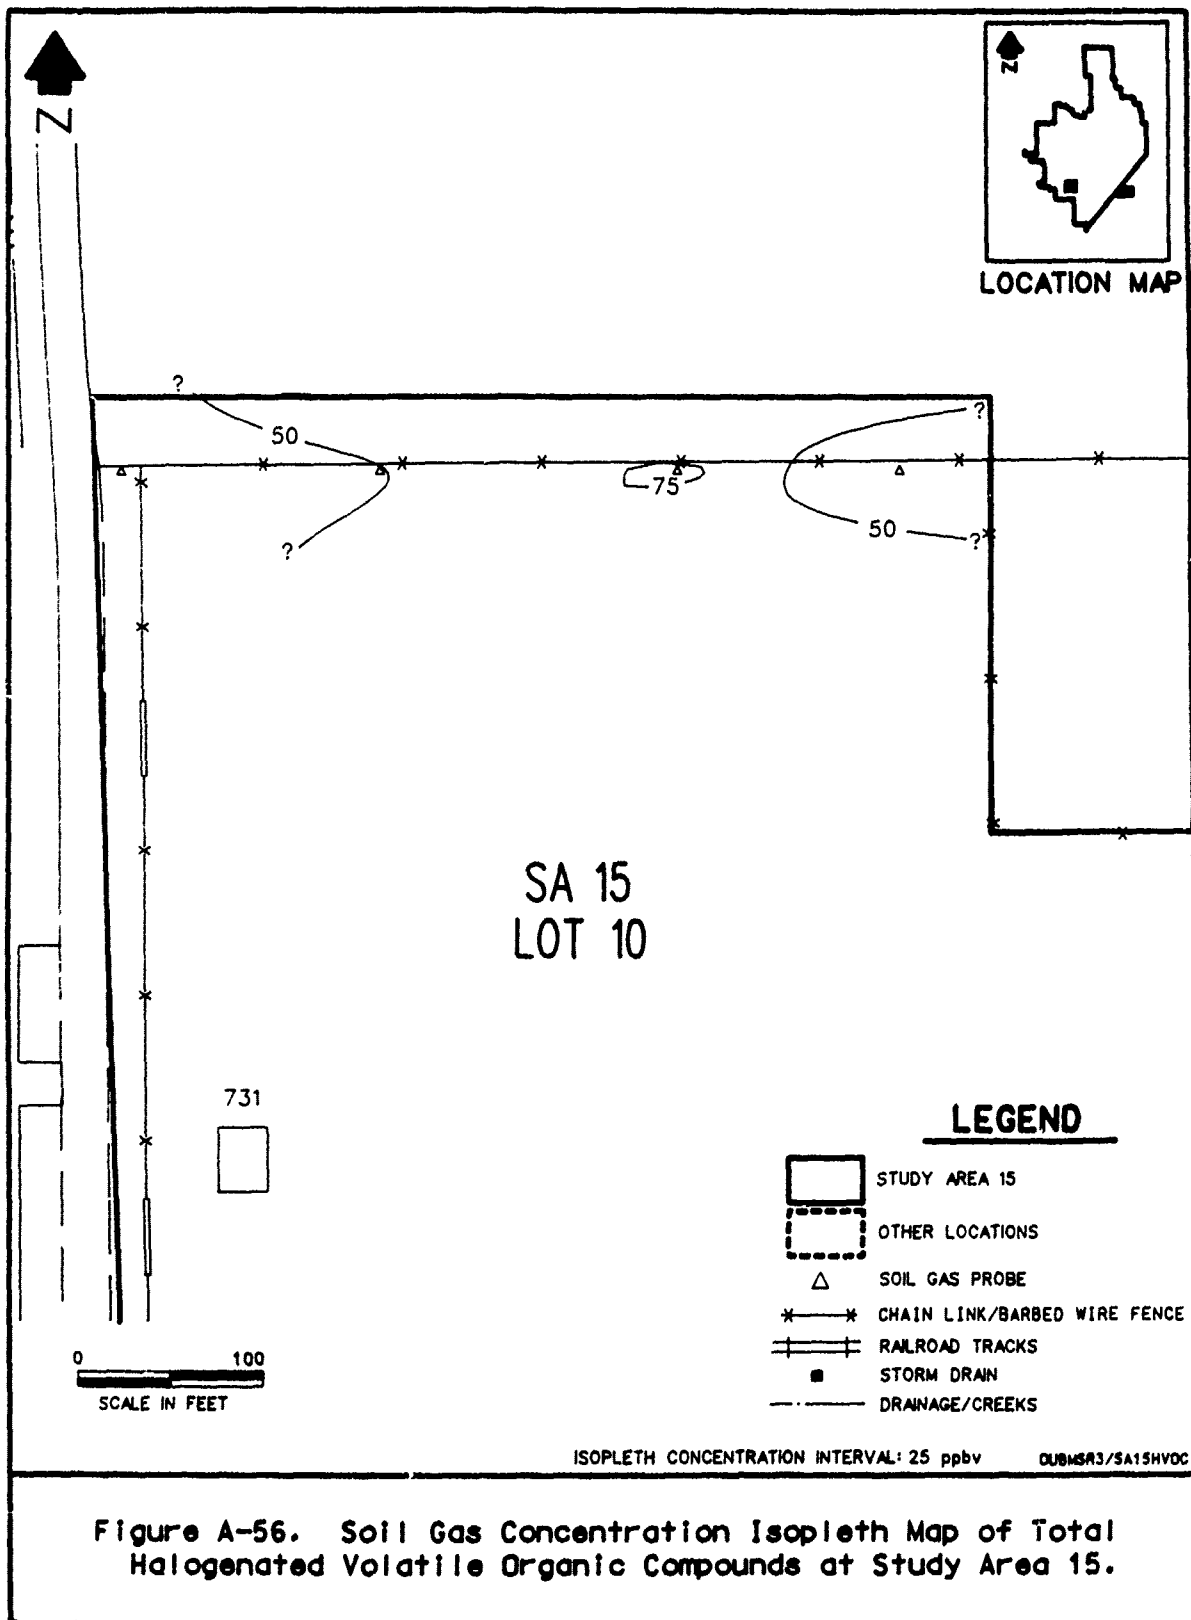 N
N
LOCATION MAP
?
50
?
75
?
50
?
SA 15
LOT 10
731
LEGEND
STUDY AREA 15
OTHER LOCATIONS
SOIL GAS PROBE
CHAIN LINK/BARBED WIRE FENCE
RAILROAD TRACKS
STORM DRAIN
DRAINAGE/CREEKS
0 100
SCALE IN FEET
ISOPLETH CONCENTRATION INTERVAL: 25 ppbv OUBMSR3/SA15HVOC
Figure A-56. Soil Gas Concentration Isopleth Map of Total
Halogenated Volatile Organic Compounds at Study Area 15.